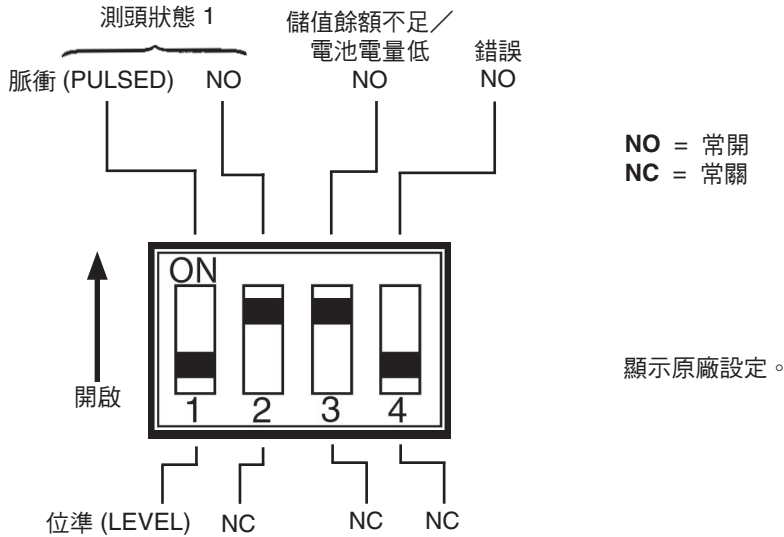 測頭狀態 1
儲值餘額不足／
電池電量低
錯誤
脈衝 (PULSED) NO NO NO
NO = 常開
NC = 常關
ON
1 2 3 4
開啟
顯示原廠設定。
位準 (LEVEL) NC NC NC